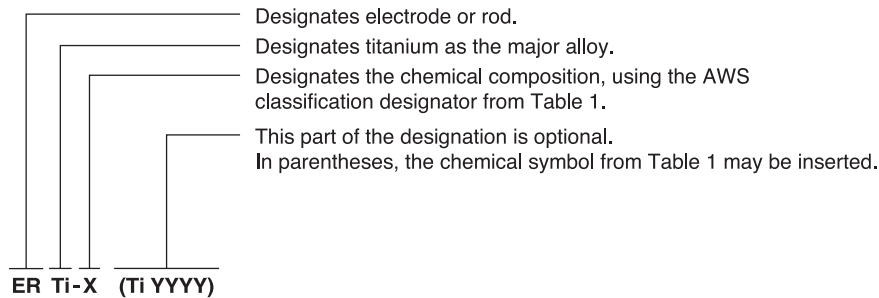 Designates electrode or rod.
Designates titanium as the major alloy.
Designates the chemical composition, using the AWS
classification designator from Table 1.
This part of the designation is optional.
In parentheses, the chemical symbol from Table 1 may be inserted.
ER Ti-X (Ti YYYY)